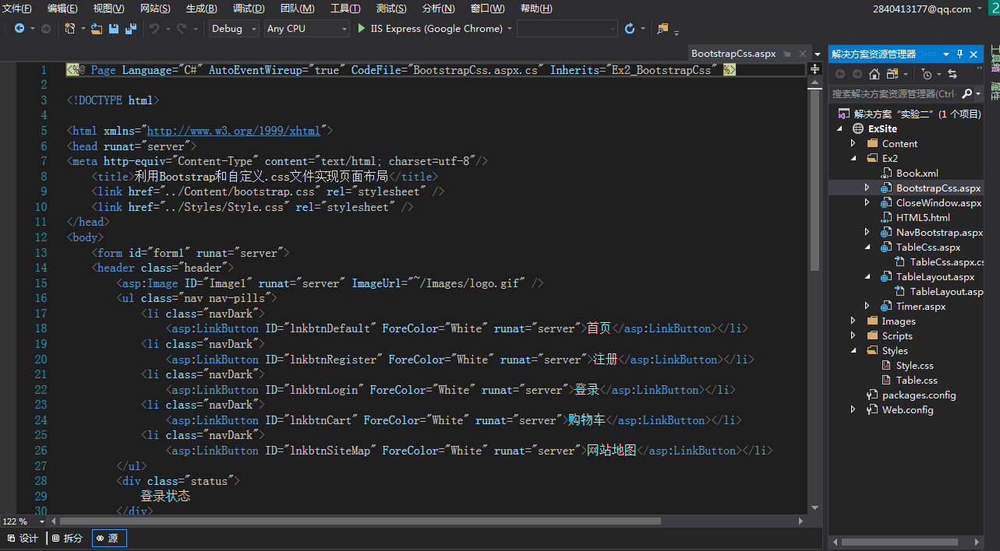 文件(F) 编辑(E) 视图(V) 网站(S) 生成(B) 调试(D) 团队(M) 工具(T) 测试(S) 分析(N) 窗口(W) 帮助(H) 2840413177@qq.com 2
Debug Any CPU IIS Express (Google Chrome)
BootstrapCss.aspx
1 <%@ Page Language="C#" AutoEventWireup="true" CodeFile="BootstrapCss.aspx.cs" Inherits="Ex2_BootstrapCss" %>
2
3 <!DOCTYPE html>
4
5 <html xmlns="http://www.w3.org/1999/xhtml">
6 <head runat="server">
7 <meta http-equiv="Content-Type" content="text/html; charset=utf-8"/>
8 <title>利用Bootstrap和自定义.css文件实现页面布局</title>
9 <link href="../Content/bootstrap.css" rel="stylesheet" />
10 <link href="../Styles/Style.css" rel="stylesheet" />
11 </head>
12 <body>
13 <form id="form1" runat="server">
14 <header class="header">
15 <asp:Image ID="Image1" runat="server" ImageUrl="~/Images/logo.gif" />
16 <ul class="nav nav-pills">
17 <li class="navDark">
18 <asp:LinkButton ID="lnkbtnDefault" ForeColor="White" runat="server">首页</asp:LinkButton></li>
19 <li class="navDark">
20 <asp:LinkButton ID="lnkbtnRegister" ForeColor="White" runat="server">注册</asp:LinkButton></li>
21 <li class="navDark">
22 <asp:LinkButton ID="lnkbtnLogin" ForeColor="White" runat="server">登录</asp:LinkButton></li>
23 <li class="navDark">
24 <asp:LinkButton ID="lnkbtnCart" ForeColor="White" runat="server">购物车</asp:LinkButton></li>
25 <li class="navDark">
26 <asp:LinkButton ID="lnkbtnSiteMap" ForeColor="White" runat="server">网站地图</asp:LinkButton></li>
27 </ul>
28 <div class="status">
29 登录状态
30 </div>
122 %
设计 拆分 源
解决方案资源管理器
搜索解决方案资源管理器(Ctrl-
解决方案 "实验二" (1 个项目)
ExSite
Content
Ex2
Book.xml
BootstrapCss.aspx
CloseWindow.aspx
HTML5.html
NavBootstrap.aspx
TableCss.aspx
TableCss.aspx.cs
TableLayout.aspx
TableLayout.asp
Timer.aspx
Images
Scripts
Styles
Style.css
Table.css
packages.config
Web.config